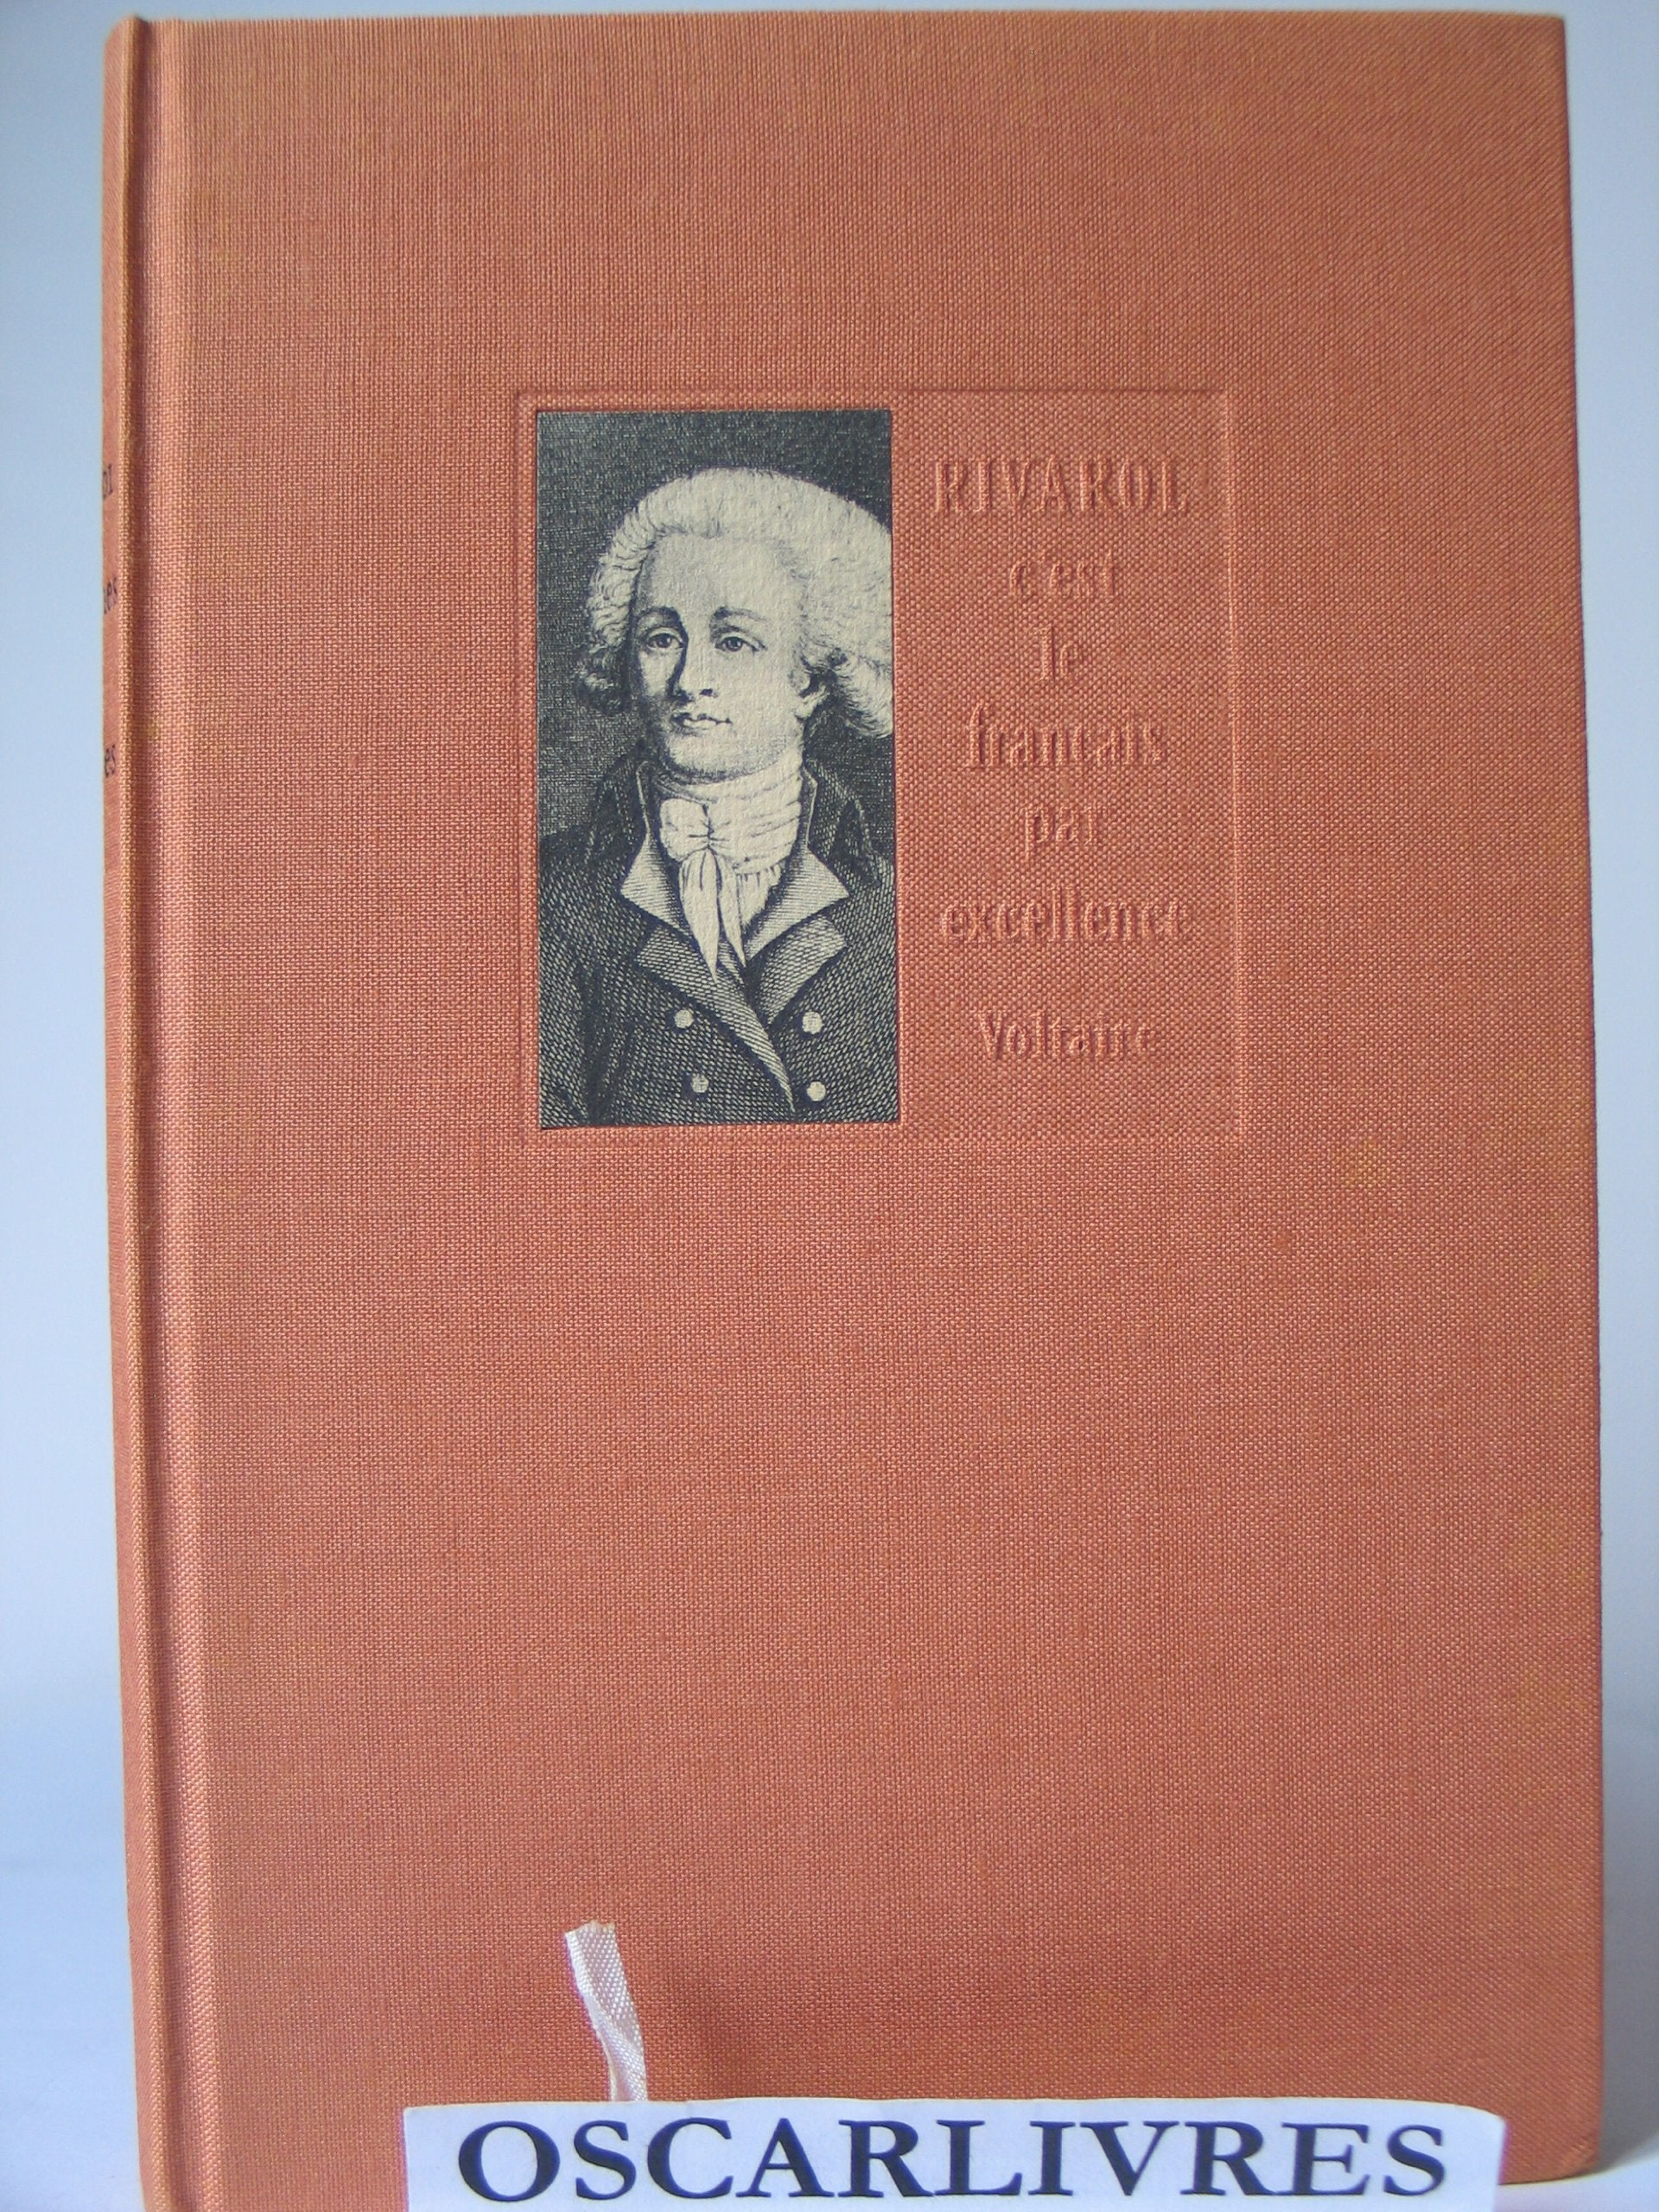 RIVAROL
c'est
le
français
par
excellence
Voltaire
OSCARLIVRES